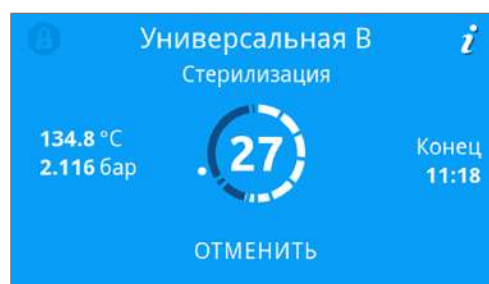 Универсальная B
i
Стерилизация
134.8 °C
2.116 бар
27
Конец
11:18
ОТМЕНИТЬ